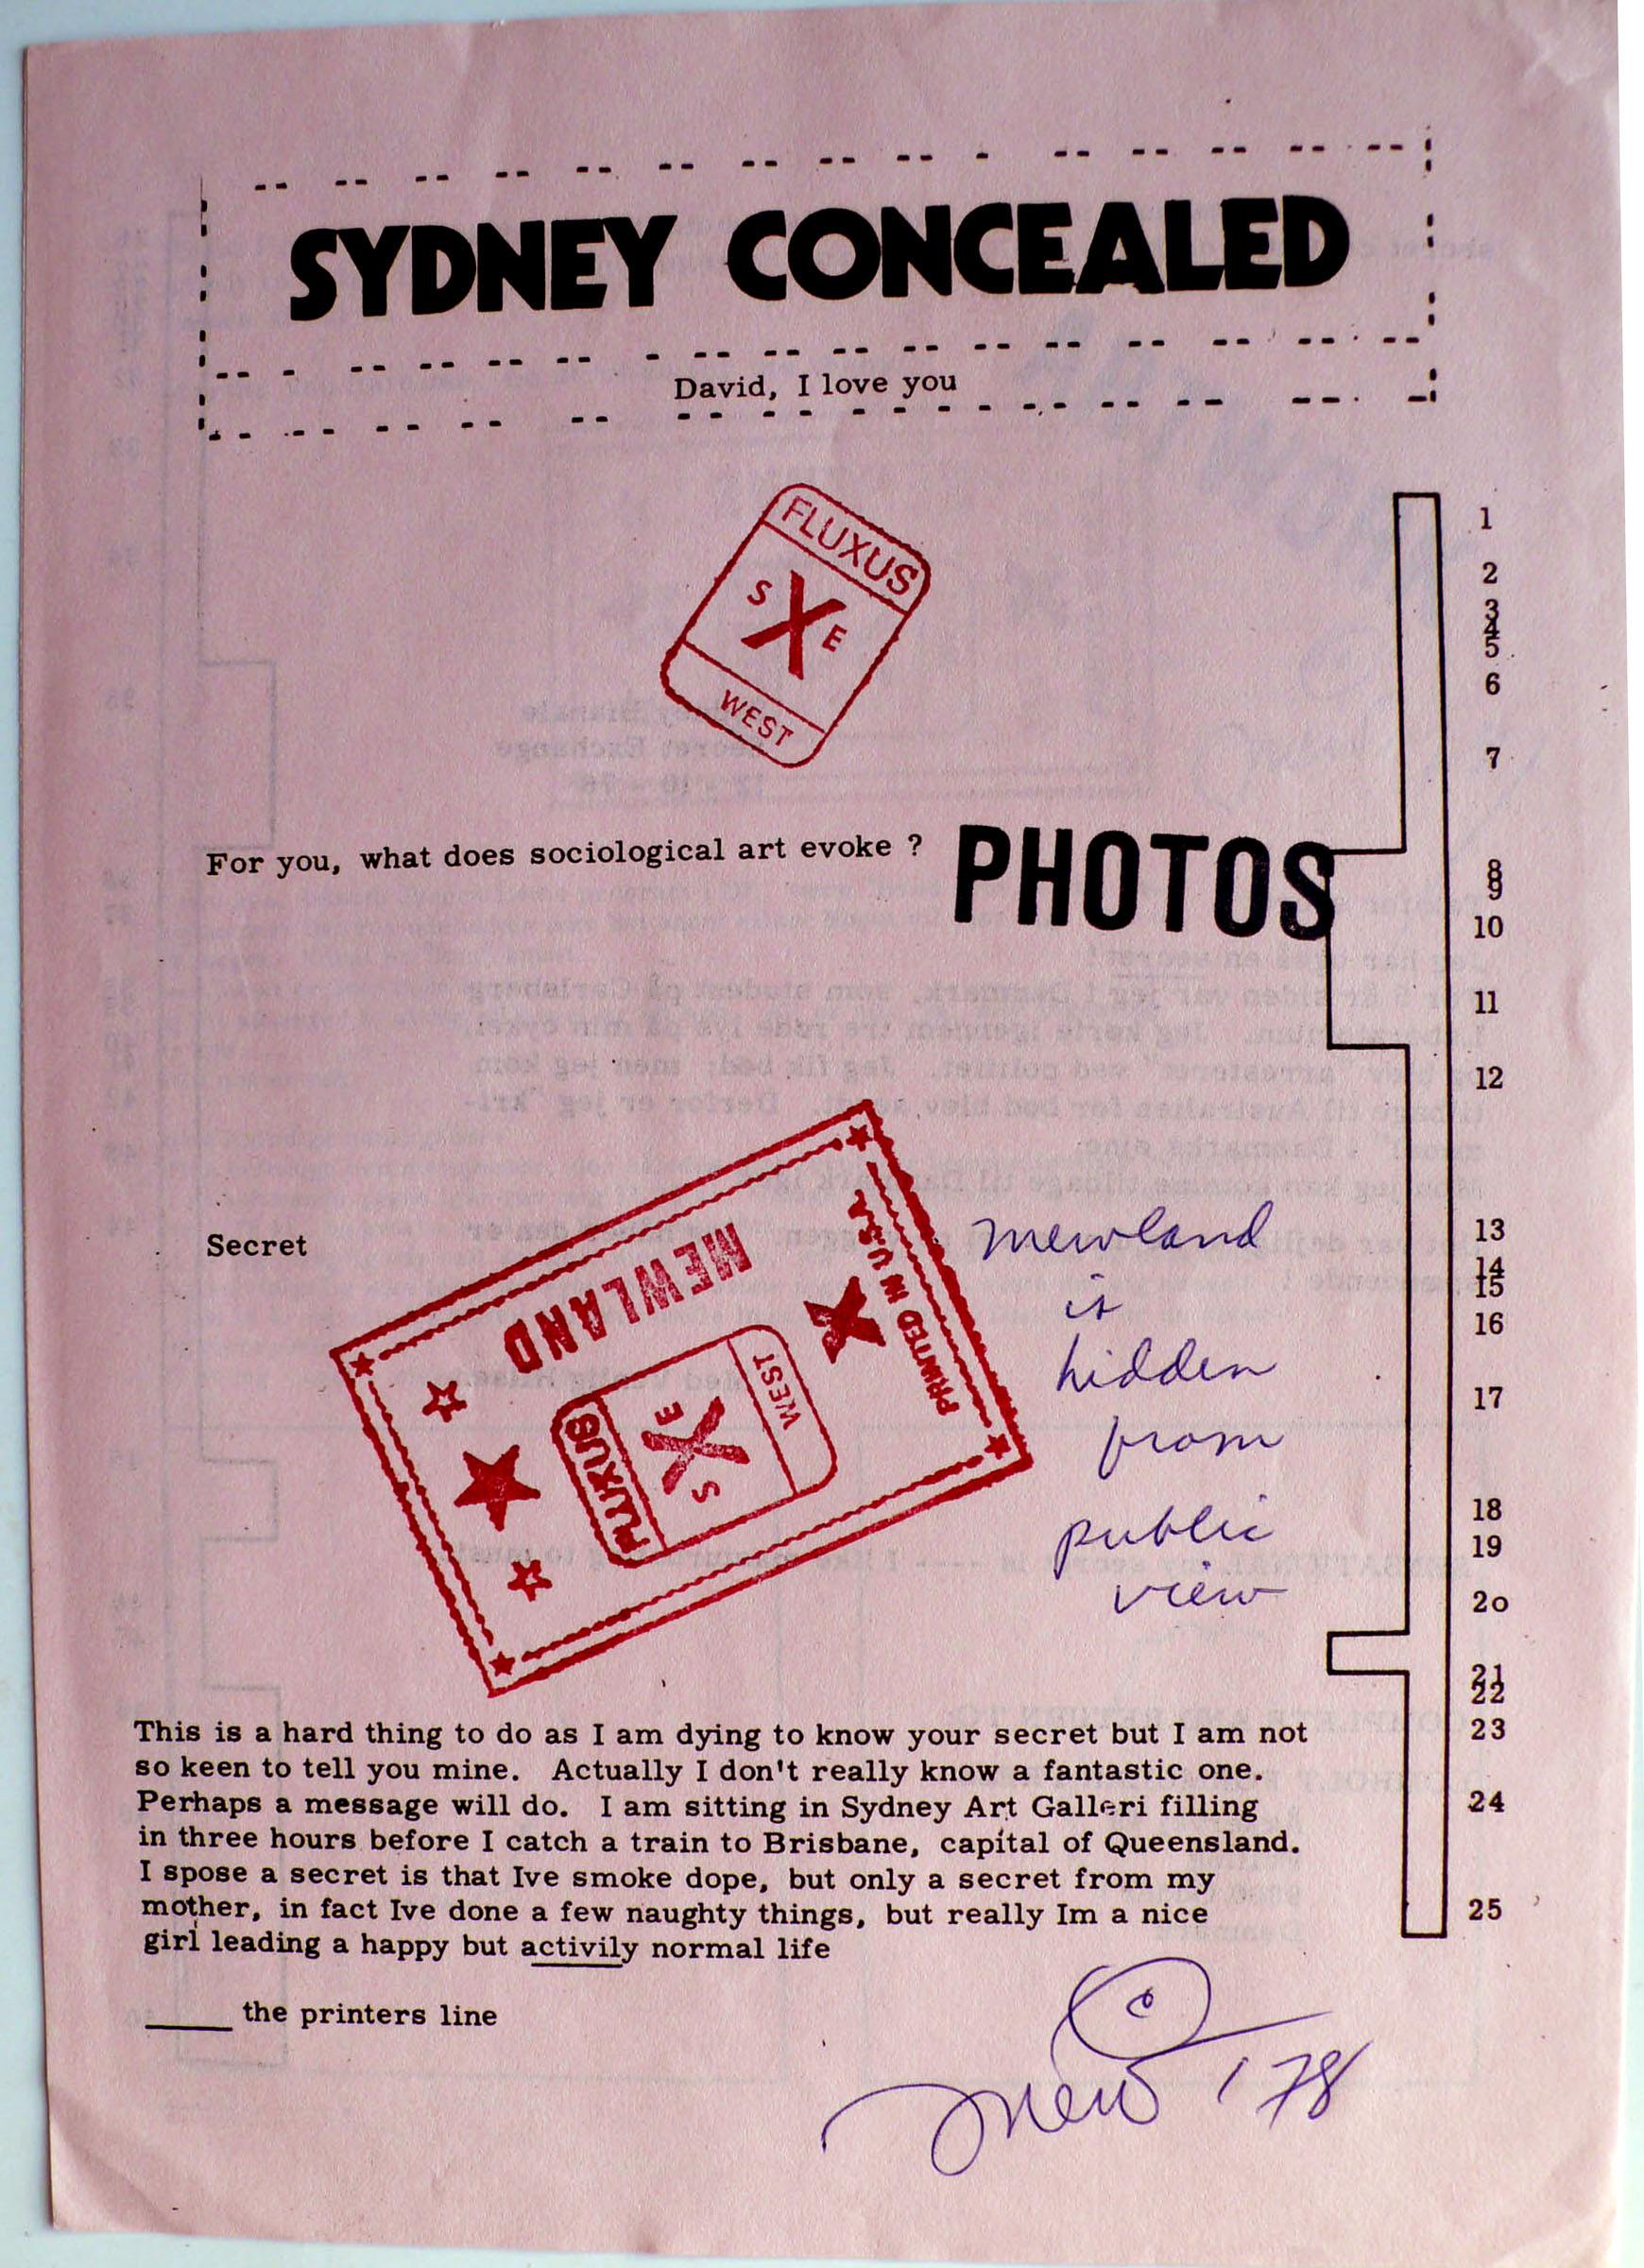 SYDNEY CONCEALED
David, I love you
FLUXUS
S X E
WEST
1
2
3
4
5
6
7
For you, what does sociological art evoke ?
PHOTOS
8
9
10
11
12
Secret
MEWLAND
PRINTED IN U.S.A.
FLUXUS
S X E
WEST
mewland
is
hidden
from
public
view
13
14
15
16
17
18
19
2o
21
22
23
24
25
This is a hard thing to do as I am dying to know your secret but I am not
so keen to tell you mine. Actually I don't really know a fantastic one.
Perhaps a message will do. I am sitting in Sydney Art Galleri filling
in three hours before I catch a train to Brisbane, capital of Queensland.
I spose a secret is that Ive smoke dope, but only a secret from my
mother, in fact Ive done a few naughty things, but really Im a nice
girl leading a happy but activily normal life
_____ the printers line
mew '78